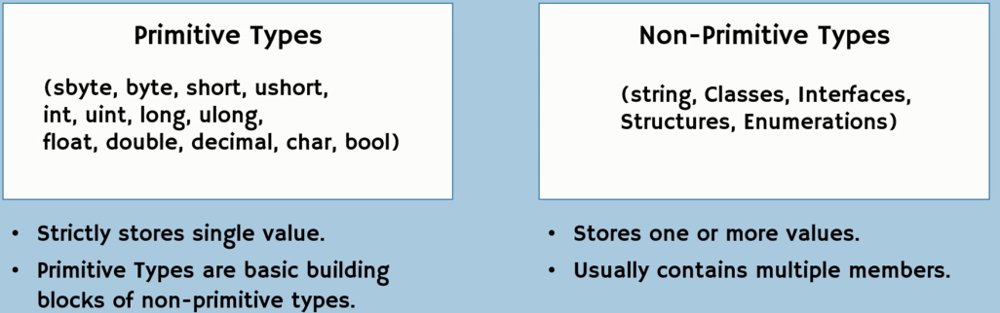 Primitive Types
(sbyte, byte, short, ushort,
int, uint, long, ulong,
float, double, decimal, char, bool)
• Strictly stores single value.
• Primitive Types are basic building
blocks of non-primitive types.
Non-Primitive Types
(string, Classes, Interfaces,
Structures, Enumerations)
• Stores one or more values.
• Usually contains multiple members.